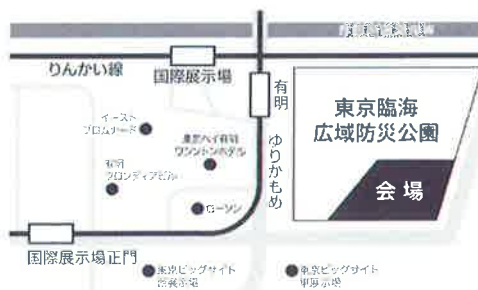 りんかい線
国際展示場
有明
ゆりかもめ
東京臨海
広域防災公園
会場
イースト
プロムナード
東京ベイ有明
ワシントンホテル
有明
フロンティアビル
ローソン
国際展示場正門
東京ビッグサイト
西展示場
東京ビッグサイト
東展示場